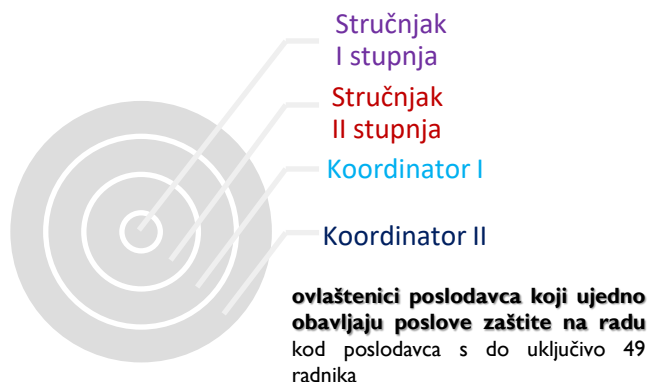 Stručnjak
I stupnja
Stručnjak
II stupnja
Koordinator I
Koordinator II
ovlaštenici poslodavca koji ujedno
obavljaju poslove zaštite na radu
kod poslodavca s do uključivo 49
radnika